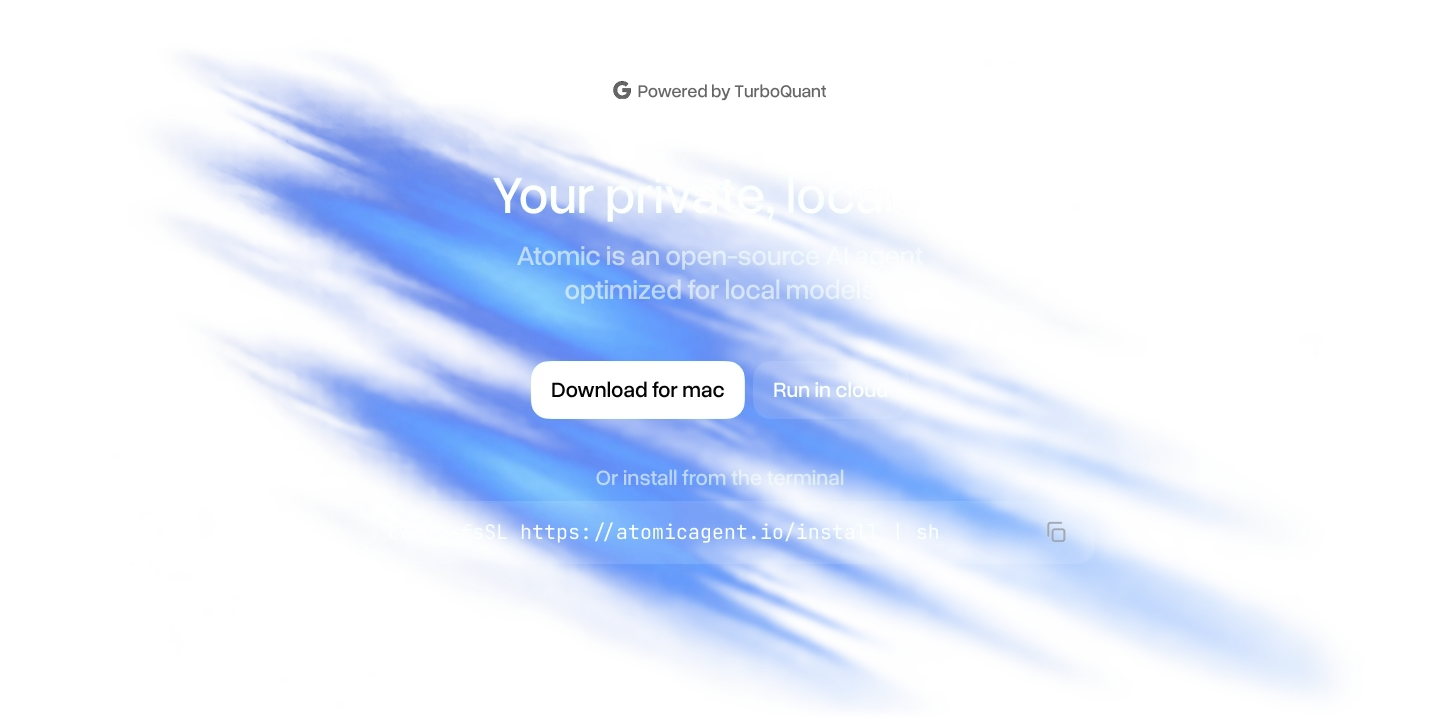 Powered by TurboQuant
Your private, local
Atomic is an open-source AI agent
optimized for local models
Download for mac
Run in cloud
Or install from the terminal
fsSL https://atomicagent.io/install | sh